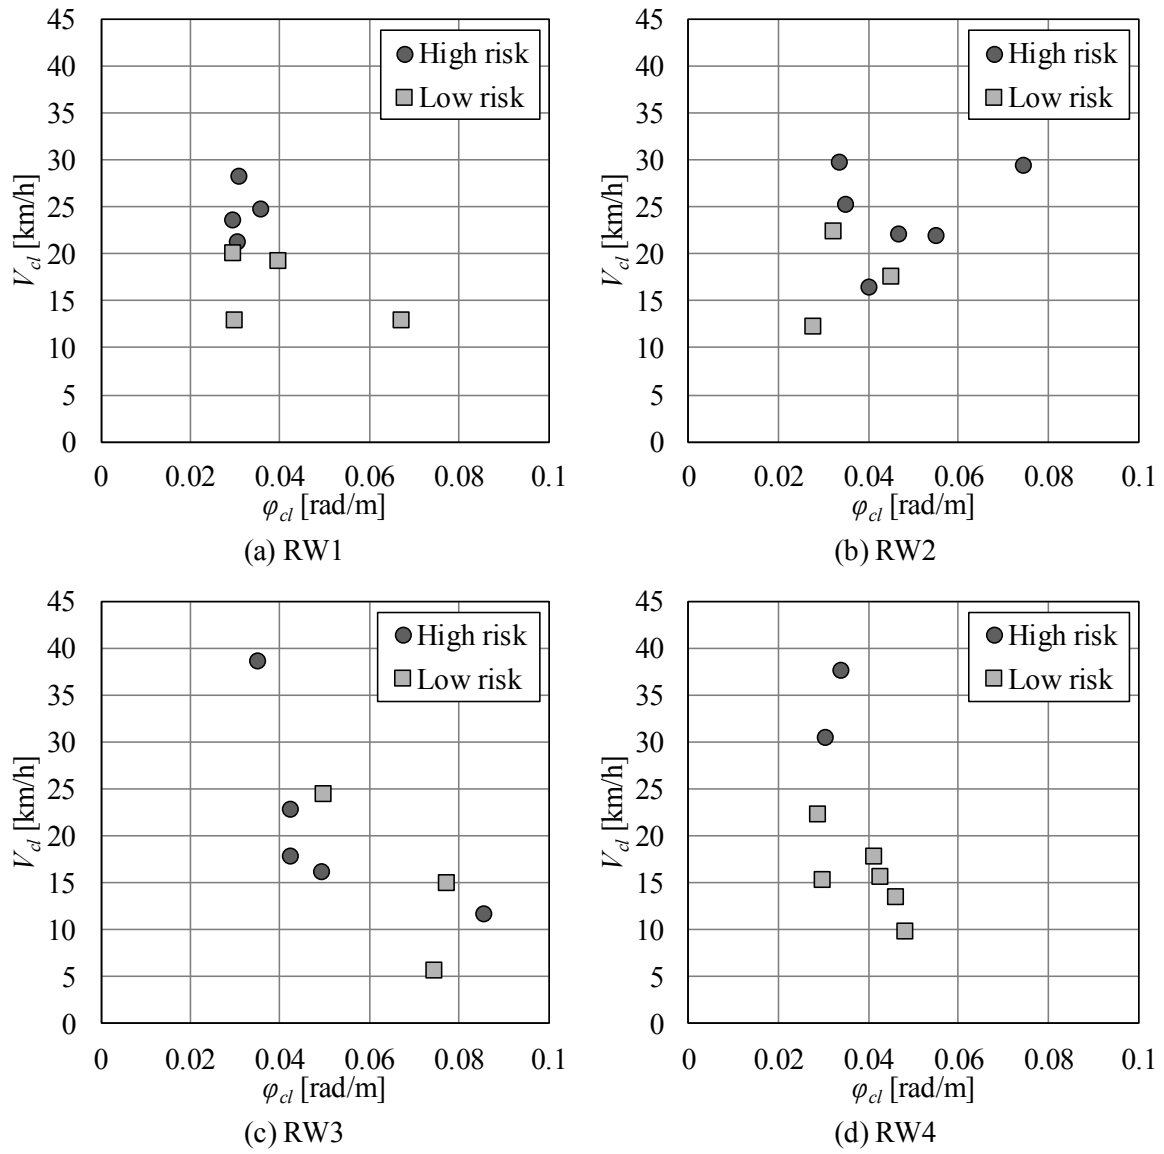 45
40
35
30
25
20
15
10
5
0
V_cl [km/h]
High risk
Low risk
0 0.02 0.04 0.06 0.08 0.1
φ_cl [rad/m]
(a) RW1
45
40
35
30
25
20
15
10
5
0
V_cl [km/h]
High risk
Low risk
0 0.02 0.04 0.06 0.08 0.1
φ_cl [rad/m]
(b) RW2
45
40
35
30
25
20
15
10
5
0
V_cl [km/h]
High risk
Low risk
0 0.02 0.04 0.06 0.08 0.1
φ_cl [rad/m]
(c) RW3
45
40
35
30
25
20
15
10
5
0
V_cl [km/h]
High risk
Low risk
0 0.02 0.04 0.06 0.08 0.1
φ_cl [rad/m]
(d) RW4